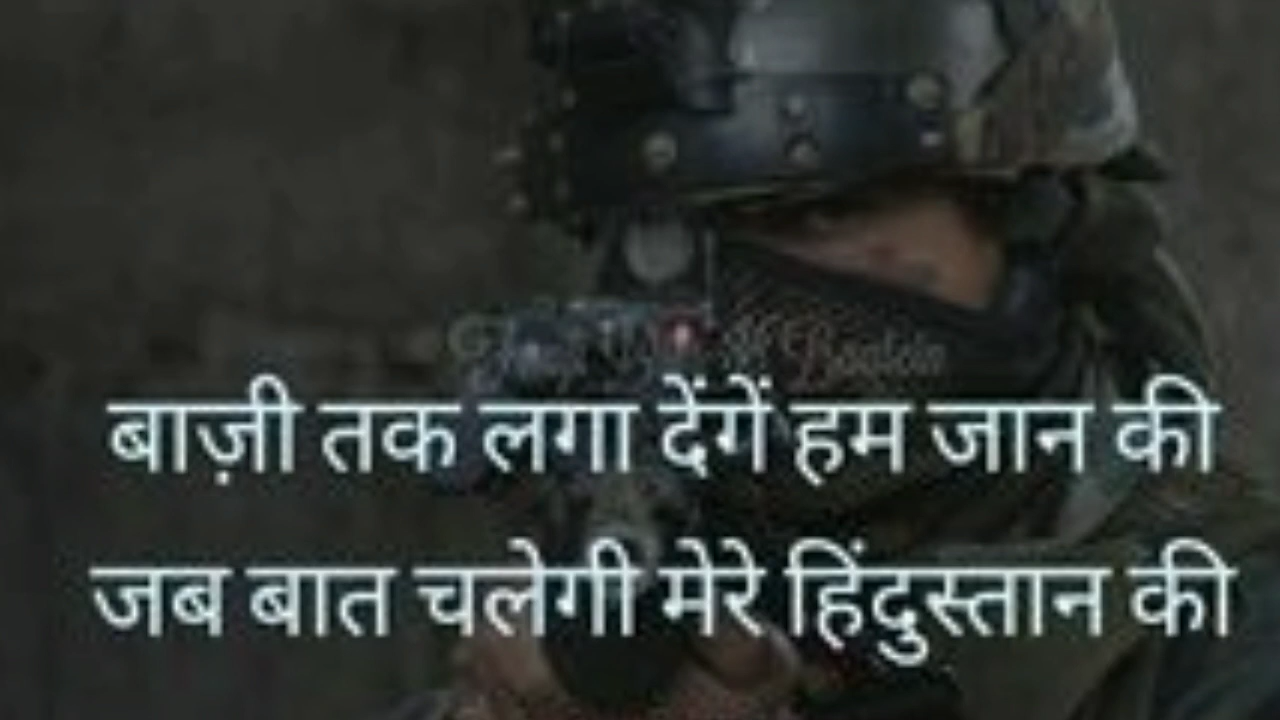 बाज़ी तक लगा देंगें हम जान की
जब बात चलेगी मेरे हिंदुस्तान की